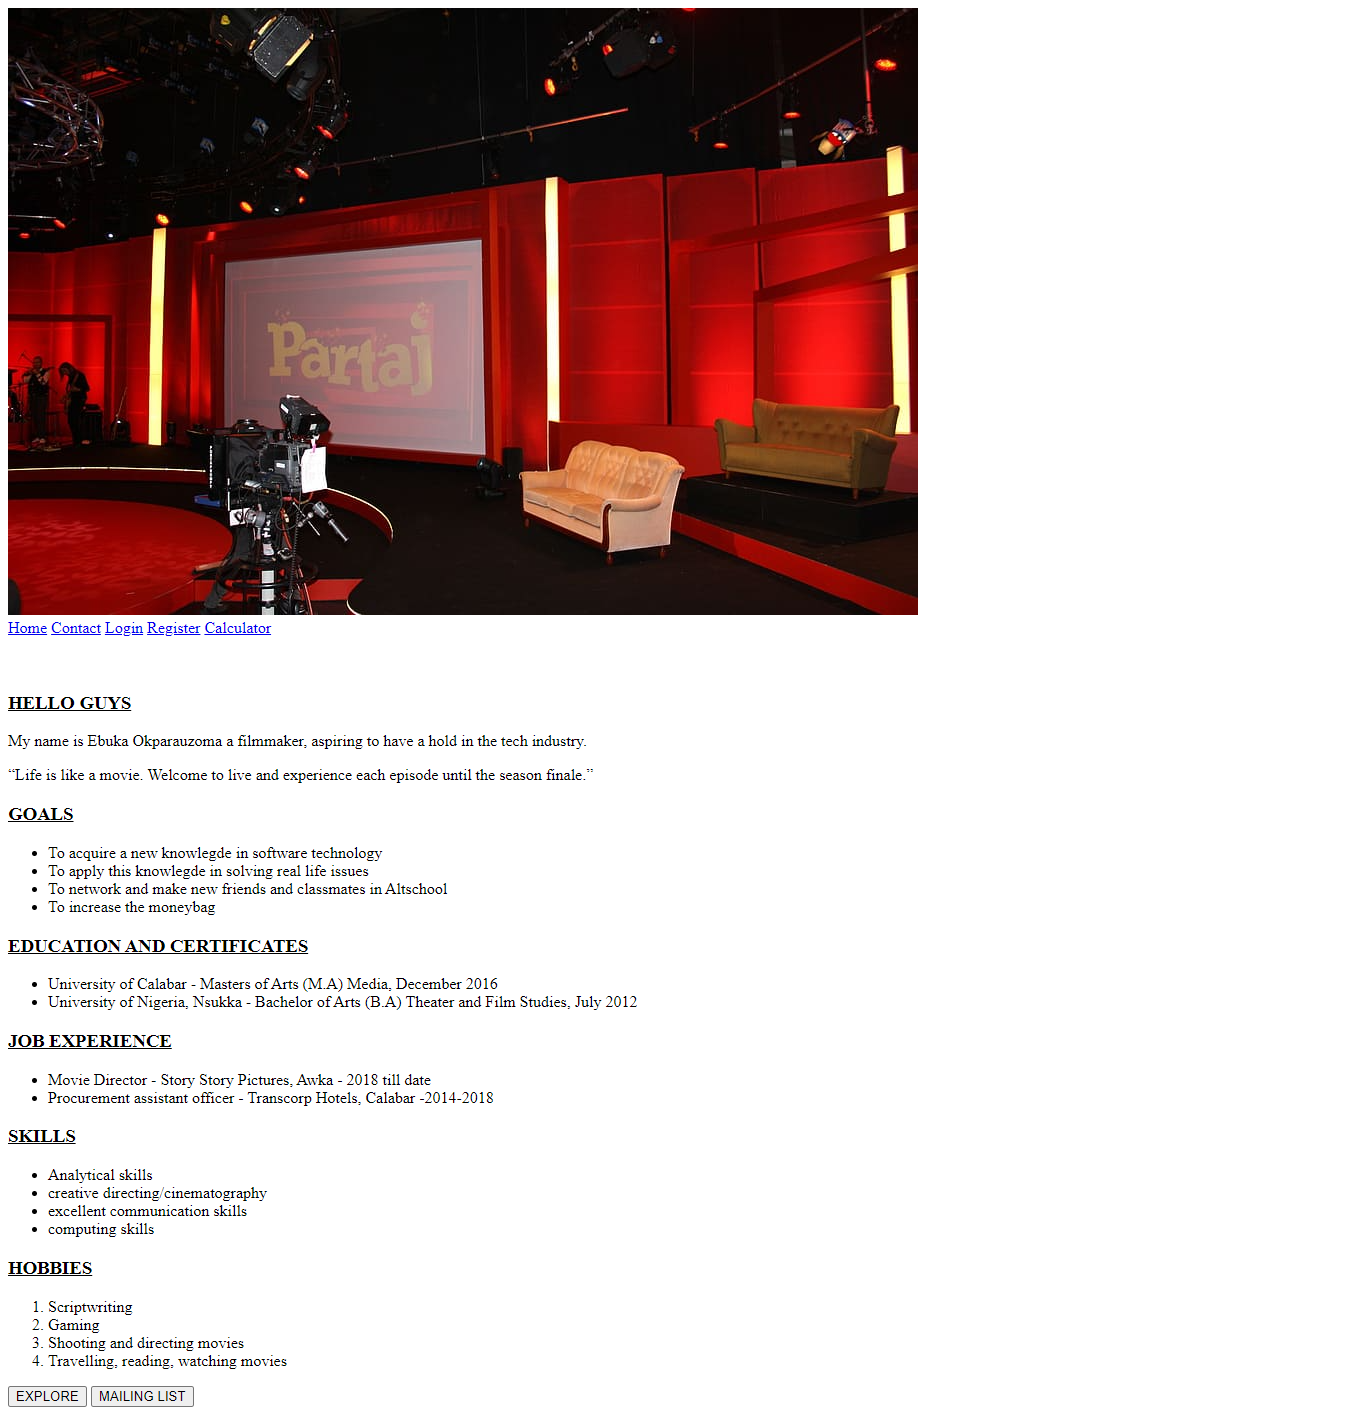 Partaj
Home Contact Login Register Calculator
HELLO GUYS
My name is Ebuka Okparauzoma a filmmaker, aspiring to have a hold in the tech industry.
“Life is like a movie. Welcome to live and experience each episode until the season finale.”
GOALS
• To acquire a new knowlegde in software technology
• To apply this knowlegde in solving real life issues
• To network and make new friends and classmates in Altschool
• To increase the moneybag
EDUCATION AND CERTIFICATES
• University of Calabar - Masters of Arts (M.A) Media, December 2016
• University of Nigeria, Nsukka - Bachelor of Arts (B.A) Theater and Film Studies, July 2012
JOB EXPERIENCE
• Movie Director - Story Story Pictures, Awka - 2018 till date
• Procurement assistant officer - Transcorp Hotels, Calabar -2014-2018
SKILLS
• Analytical skills
• creative directing/cinematography
• excellent communication skills
• computing skills
HOBBIES
1. Scriptwriting
2. Gaming
3. Shooting and directing movies
4. Travelling, reading, watching movies
EXPLORE MAILING LIST